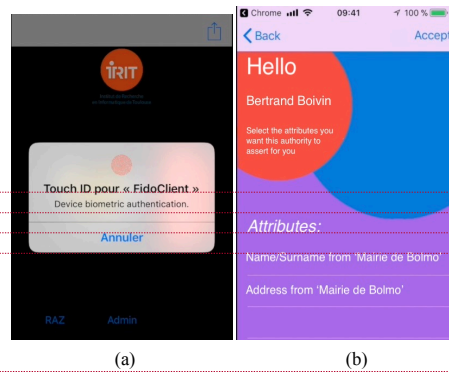 IRIT
Touch ID pour « FidoClient »
Device biometric authentication.
Annuler
RAZ Admin
(a)
Chrome 09:41 100 %
Back Accept
Hello
Bertrand Boivin
Select the attributes you
want this authority to
assert for you
Attributes:
Name/Surname from 'Mairie de Bolmo'
Address from 'Mairie de Bolmo'
(b)